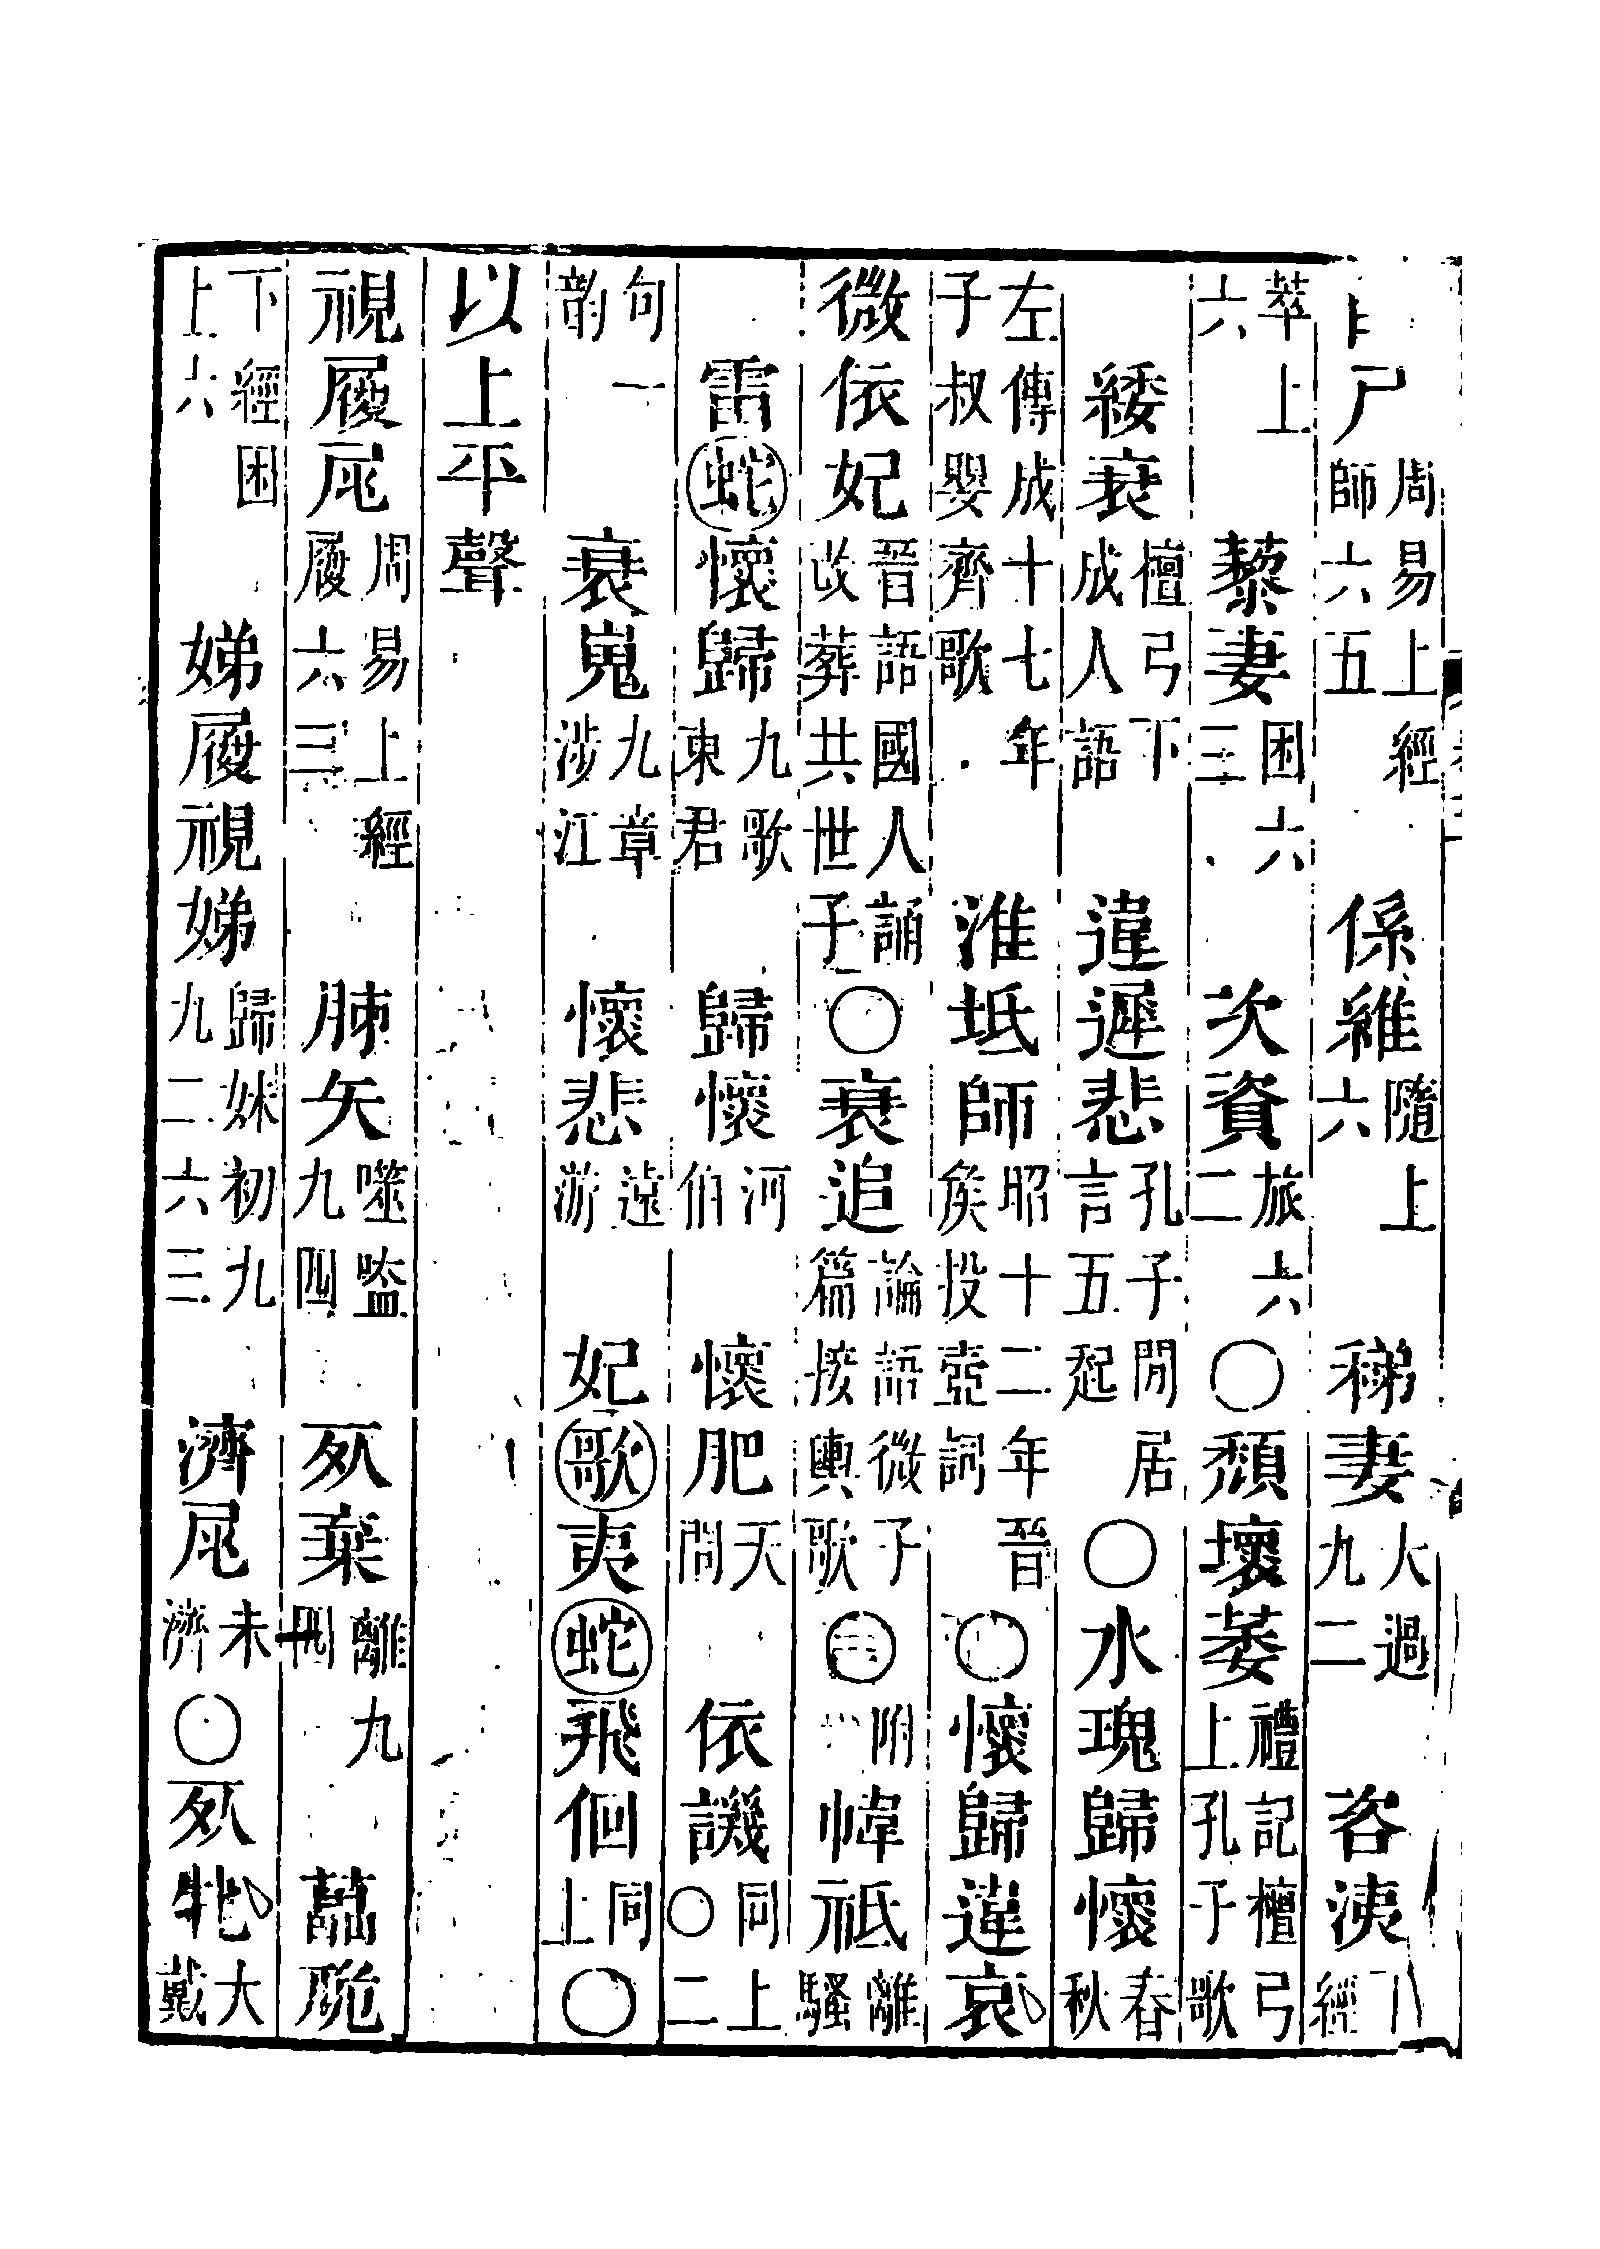 尸周易上經師六五　係維隨上六　稊妻大過九二　咨洟下經
萃上六　藜妻困六三　次資旅六二○頹壞萎禮記檀弓上孔子歌
緌衰檀弓下成人語　違遲悲孔子閒居言五起○水瑰歸懷春秋
左傳成十七年子叔嬰齊歌　淮坻師昭十二年晉侯投壺詞○懷歸違哀
微依妃晉語國人誦改葬共世子○衰追論語微子篇接輿歌○附　幃祗離騷
雷蛇懷歸九歌東君　歸懷河伯　懷肥天問　依譏同上○二
句一韵　衰嵬九章涉江　懷悲遠游　妃歌夷蛇飛佪同上○
以上平聲
視履尾周易上經履六三　胏矢噬嗑九四　死棄離九四　藟臲
下經困上六　娣履視娣歸妹初九九二六三　濟尾未濟○死牝大戴